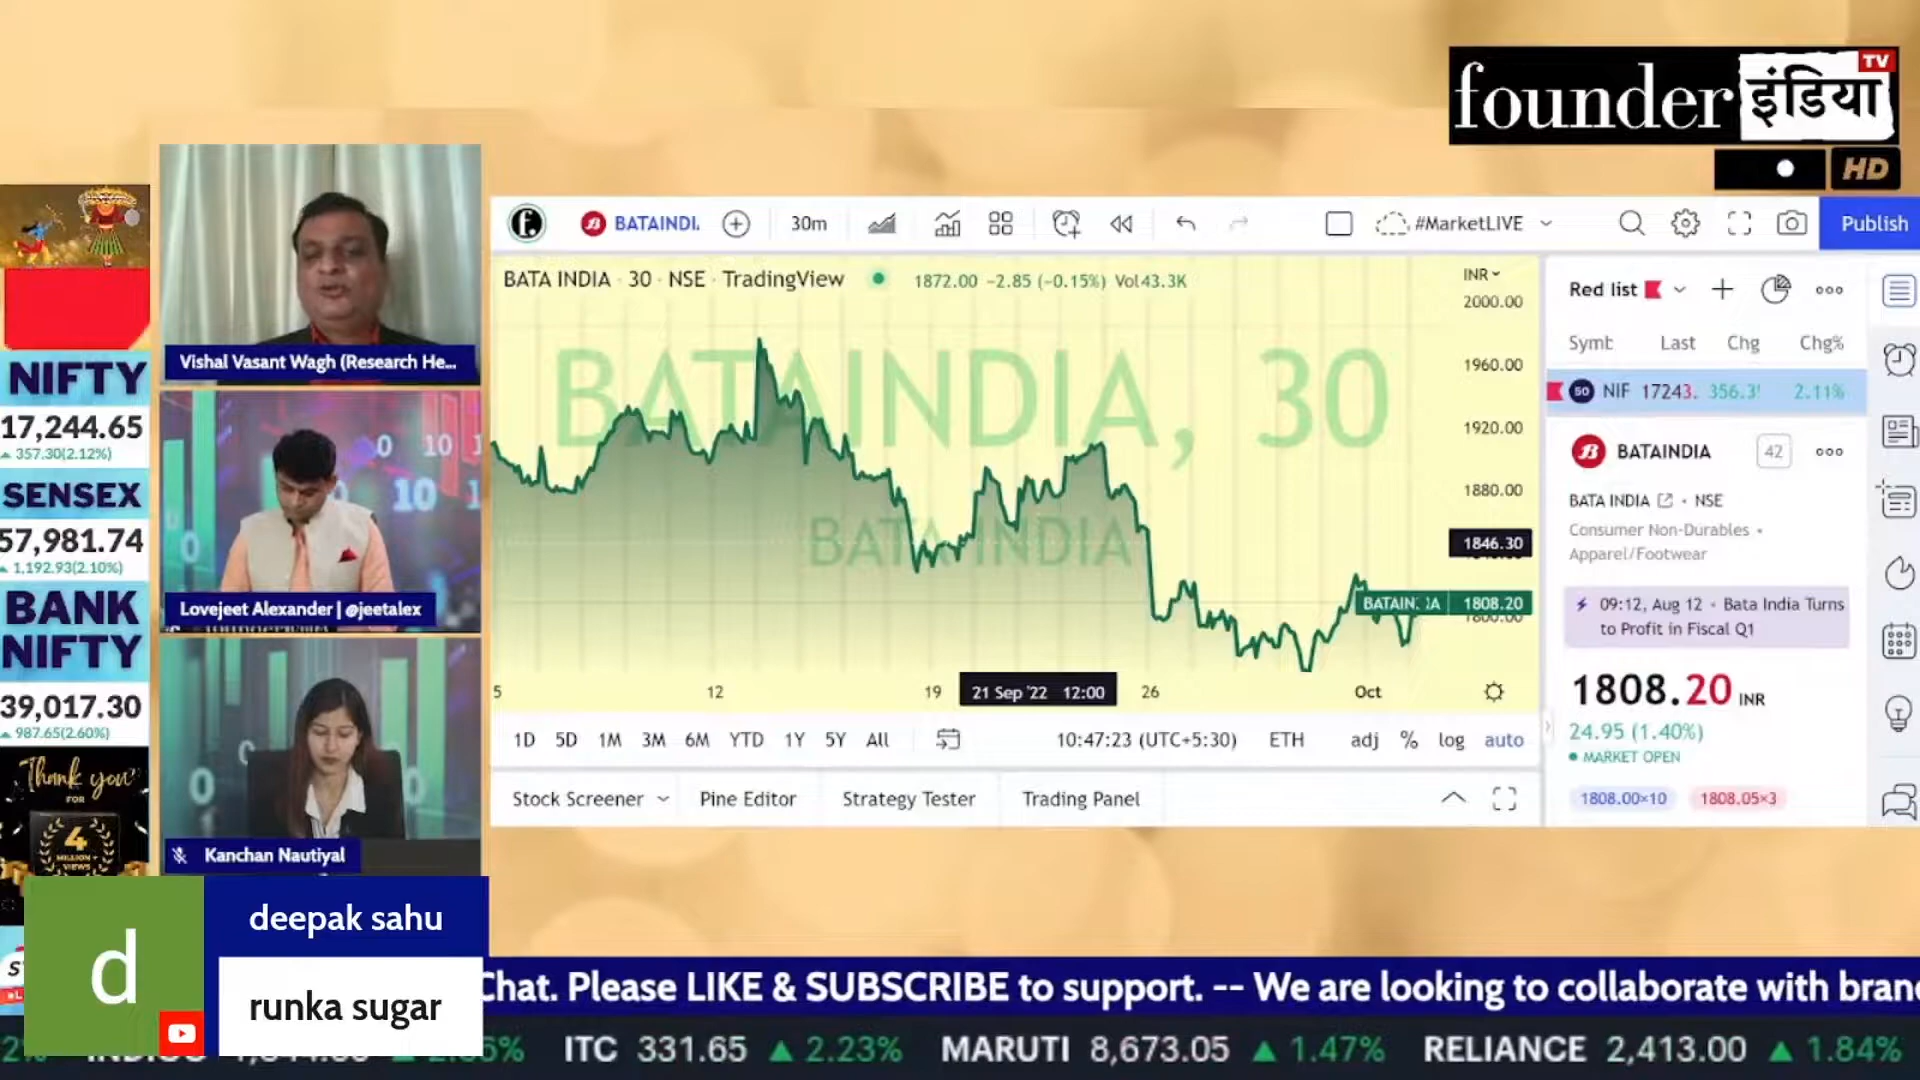 founder इंडिया TV
HD
BATAINDI.
30m
#MarketLIVE
Publish
BATA INDIA · 30 · NSE · TradingView
1872.00 −2.85 (−0.15%) Vol43.3K
INR
2000.00
1960.00
1920.00
1880.00
1846.30
1808.20
BATAINDIA, 30
BATA INDIA
5
12
19
21 Sep '22 12:00
26
Oct
1D 5D 1M 3M 6M YTD 1Y 5Y All
10:47:23 (UTC+5:30)
ETH
adj % log auto
Stock Screener
Pine Editor
Strategy Tester
Trading Panel
Red list
Symb Last Chg Chg%
50 NIF 17243. 356.3 2.11%
BATAINDIA
42
BATA INDIA · NSE
Consumer Non-Durables •
Apparel/Footwear
09:12, Aug 12 • Bata India Turns
to Profit in Fiscal Q1
1808.20 INR
24.95 (1.40%)
MARKET OPEN
1808.00×10
1808.05×3
NIFTY
17,244.65
357.30(2.12%)
SENSEX
57,981.74
1,192.93(2.10%)
BANK
NIFTY
39,017.30
987.65(2.60%)
Thank you
FOR
4
MILLION +
VIEWS
Vishal Vasant Wagh (Research He...
Lovejeet Alexander | @jeetalex
Kanchan Nautiyal
d
deepak sahu
runka sugar
Chat. Please LIKE & SUBSCRIBE to support. -- We are looking to collaborate with bran
ITC 331.65 ▲ 2.23% MARUTI 8,673.05 ▲ 1.47% RELIANCE 2,413.00 ▲ 1.84%